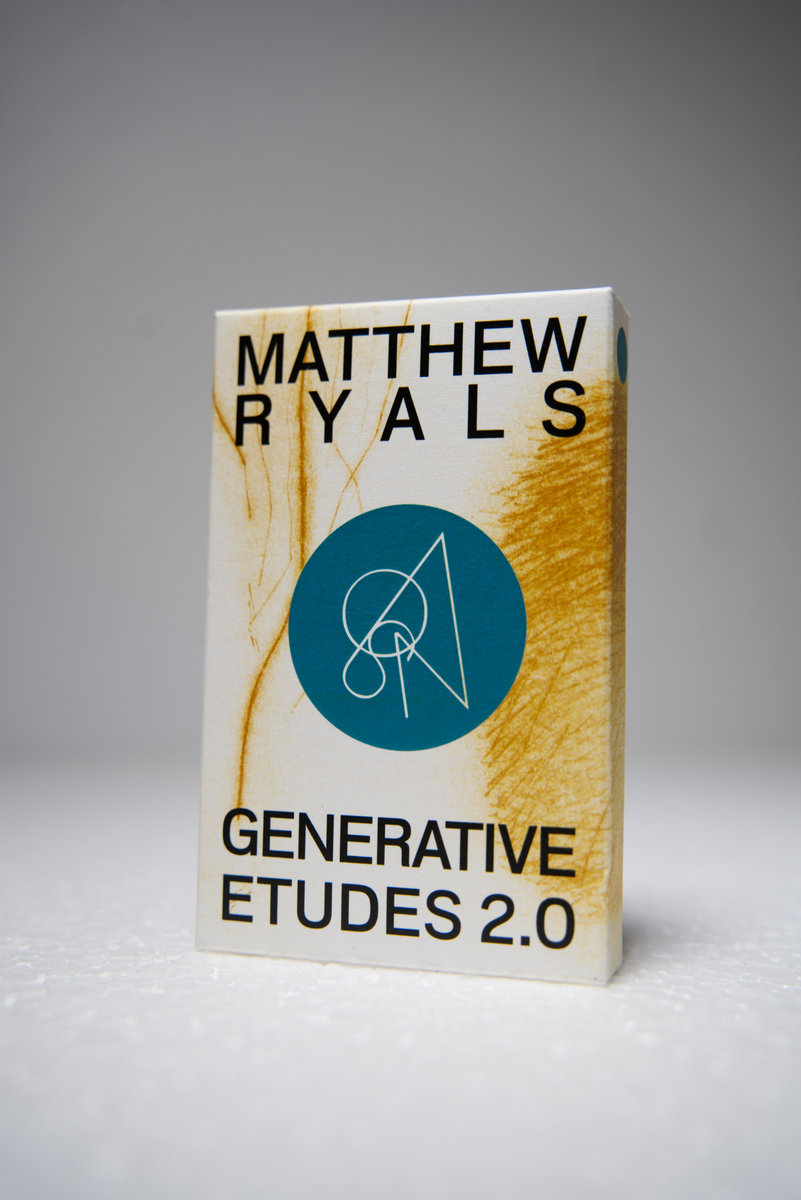 MATTHEW
RYALS
GENERATIVE
ETUDES 2.0